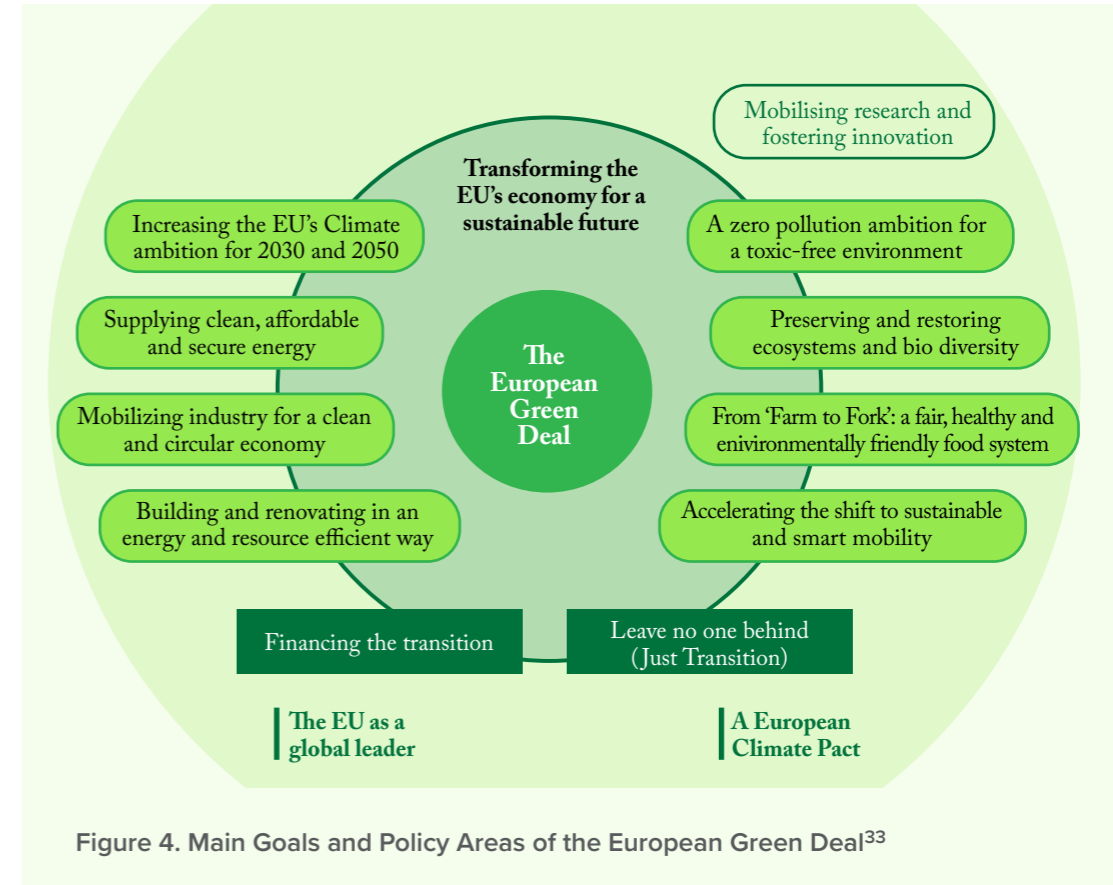 Mobilising research and
fostering innovation
Transforming the
EU's economy for a
sustainable future
Increasing the EU's Climate
ambition for 2030 and 2050
Supplying clean, affordable
and secure energy
Mobilizing industry for a clean
and circular economy
Building and renovating in an
energy and resource efficient way
The
European
Green
Deal
A zero pollution ambition for
a toxic-free environment
Preserving and restoring
ecosystems and bio diversity
From ‘Farm to Fork’: a fair, healthy and
enivironmentally friendly food system
Accelerating the shift to sustainable
and smart mobility
Financing the transition
Leave no one behind
(Just Transition)
The EU as a
global leader
A European
Climate Pact
Figure 4. Main Goals and Policy Areas of the European Green Deal33